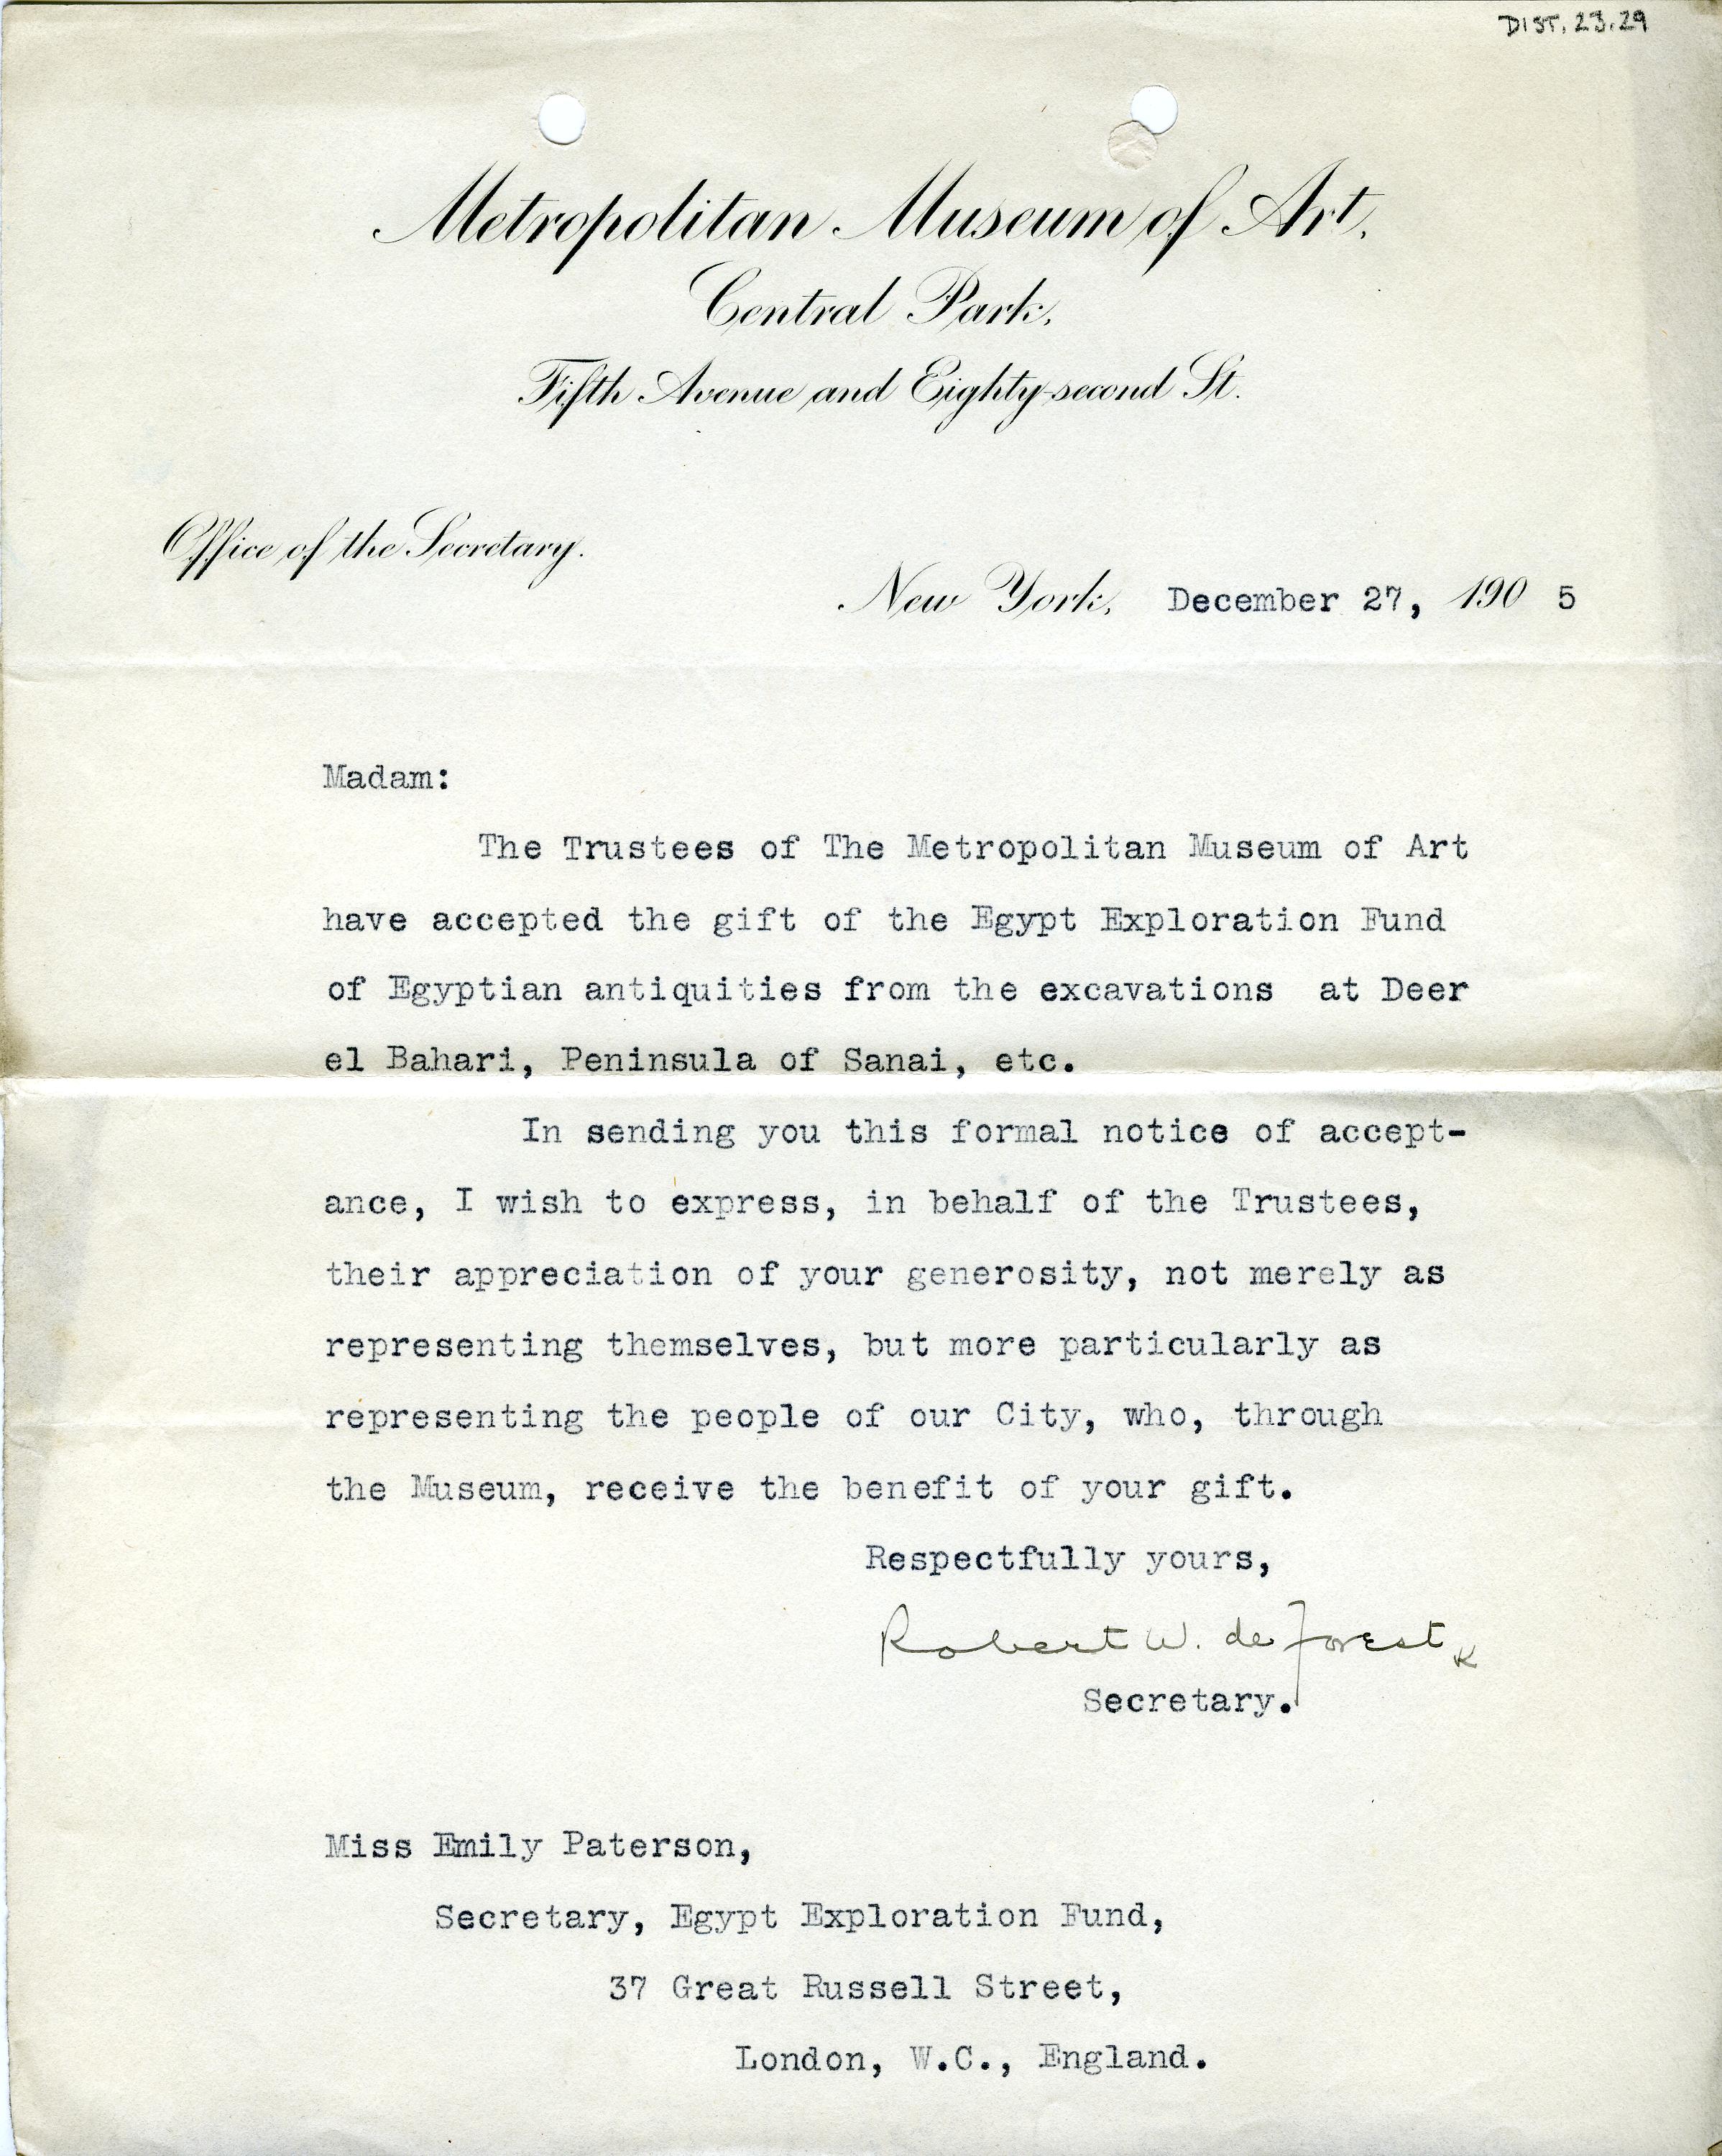 DIST. 23.29
Metropolitan Museum of Art,
Central Park,
Fifth Avenue and Eighty-second St.
Office of the Secretary.
New York, December 27, 190 5
Madam:
The Trustees of The Metropolitan Museum of Art
have accepted the gift of the Egypt Exploration Fund
of Egyptian antiquities from the excavations at Deer
el Bahari, Peninsula of Sanai, etc.
In sending you this formal notice of accept-
ance, I wish to express, in behalf of the Trustees,
their appreciation of your generosity, not merely as
representing themselves, but more particularly as
representing the people of our City, who, through
the Museum, receive the benefit of your gift.
Respectfully yours,
Robert W. de Forest
K
Secretary.
Miss Emily Paterson,
Secretary, Egypt Exploration Fund,
37 Great Russell Street,
London, W.C., England.